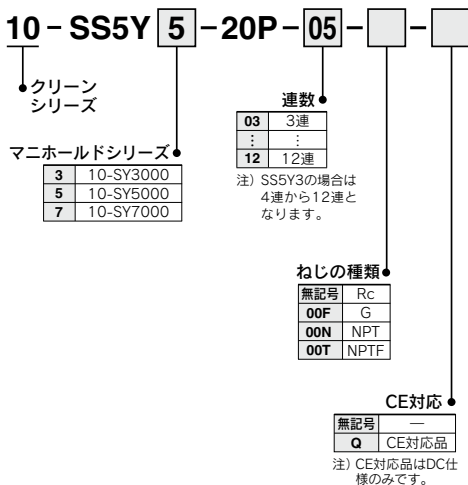 10-SS5Y 5-20P-05- -
クリーン
シリーズ
マニホールドシリーズ
3 10-SY3000
5 10-SY5000
7 10-SY7000
連数
03 3連
⋮ ⋮
12 12連
注) SS5Y3の場合は
4連から12連と
なります。
ねじの種類
無記号 Rc
00F G
00N NPT
00T NPTF
CE対応
無記号 —
Q CE対応品
注) CE対応品はDC仕
様のみです。